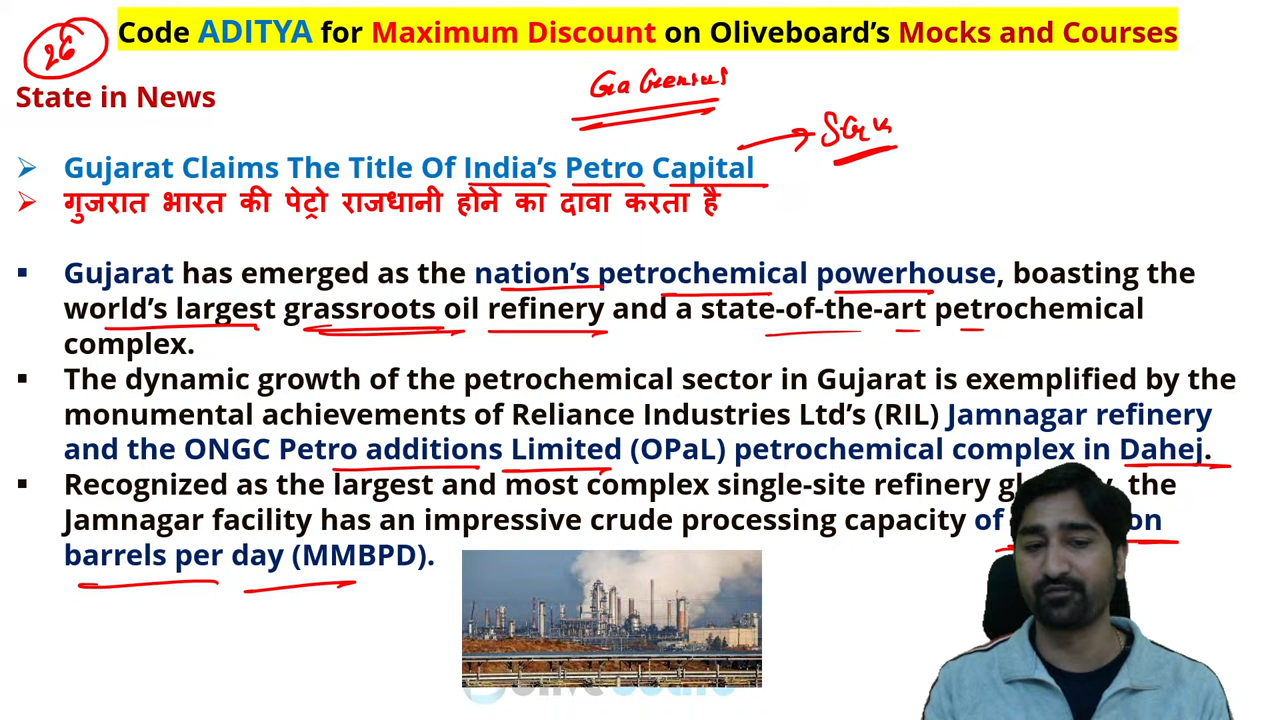 26
Code ADITYA for Maximum Discount on Oliveboard's Mocks and Courses
State in News
Ga Genius
➢ Gujarat Claims The Title Of India's Petro Capital
➢ गुजरात भारत की पेट्रो राजधानी होने का दावा करता है
▪ Gujarat has emerged as the nation's petrochemical powerhouse, boasting the
world's largest grassroots oil refinery and a state-of-the-art petrochemical
complex.
▪ The dynamic growth of the petrochemical sector in Gujarat is exemplified by the
monumental achievements of Reliance Industries Ltd's (RIL) Jamnagar refinery
and the ONGC Petro additions Limited (OPaL) petrochemical complex in Dahej.
▪ Recognized as the largest and most complex single-site refinery the
Jamnagar facility has an impressive crude processing capacity of
barrels per day (MMBPD).